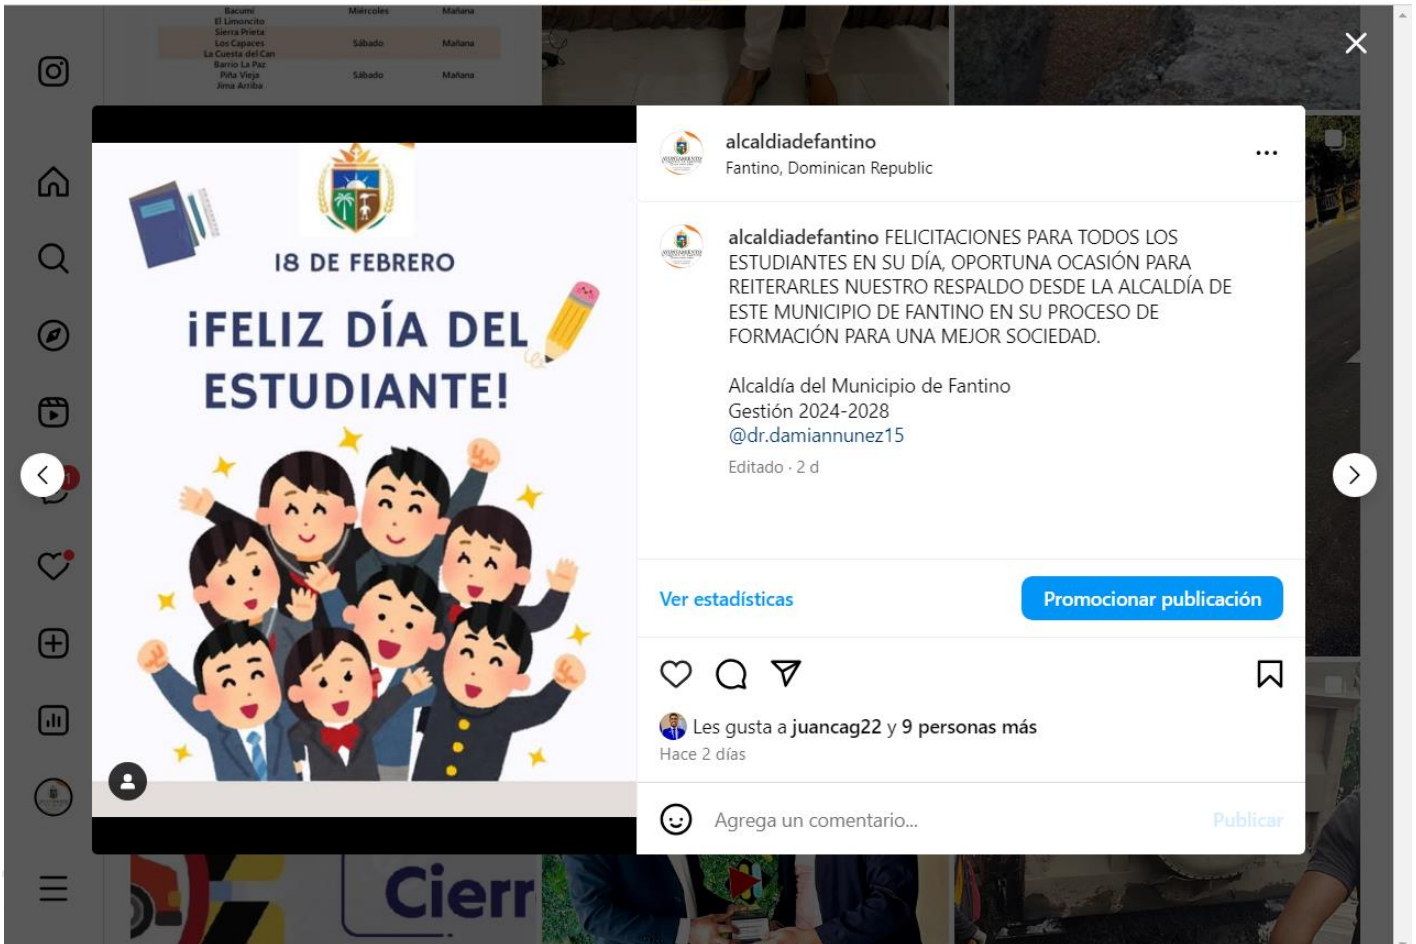 Bacumí Miércoles Mañana
El Limoncito
Sierra Prieta
Los Capaces Sábado Mañana
La Cuesta del Can
Barrio La Paz
Piña Vieja Sábado Mañana
Jima Arriba
18 DE FEBRERO
¡FELIZ DÍA DEL
ESTUDIANTE!
alcaldiadefantino
Fantino, Dominican Republic
alcaldiadefantino FELICITACIONES PARA TODOS LOS
ESTUDIANTES EN SU DÍA, OPORTUNA OCASIÓN PARA
REITERARLES NUESTRO RESPALDO DESDE LA ALCALDÍA DE
ESTE MUNICIPIO DE FANTINO EN SU PROCESO DE
FORMACIÓN PARA UNA MEJOR SOCIEDAD.
Alcaldía del Municipio de Fantino
Gestión 2024-2028
@dr.damiannunez15
Editado · 2 d
Ver estadísticas
Promocionar publicación
Les gusta a juancag22 y 9 personas más
Hace 2 días
Agrega un comentario...
Publicar
Cierr